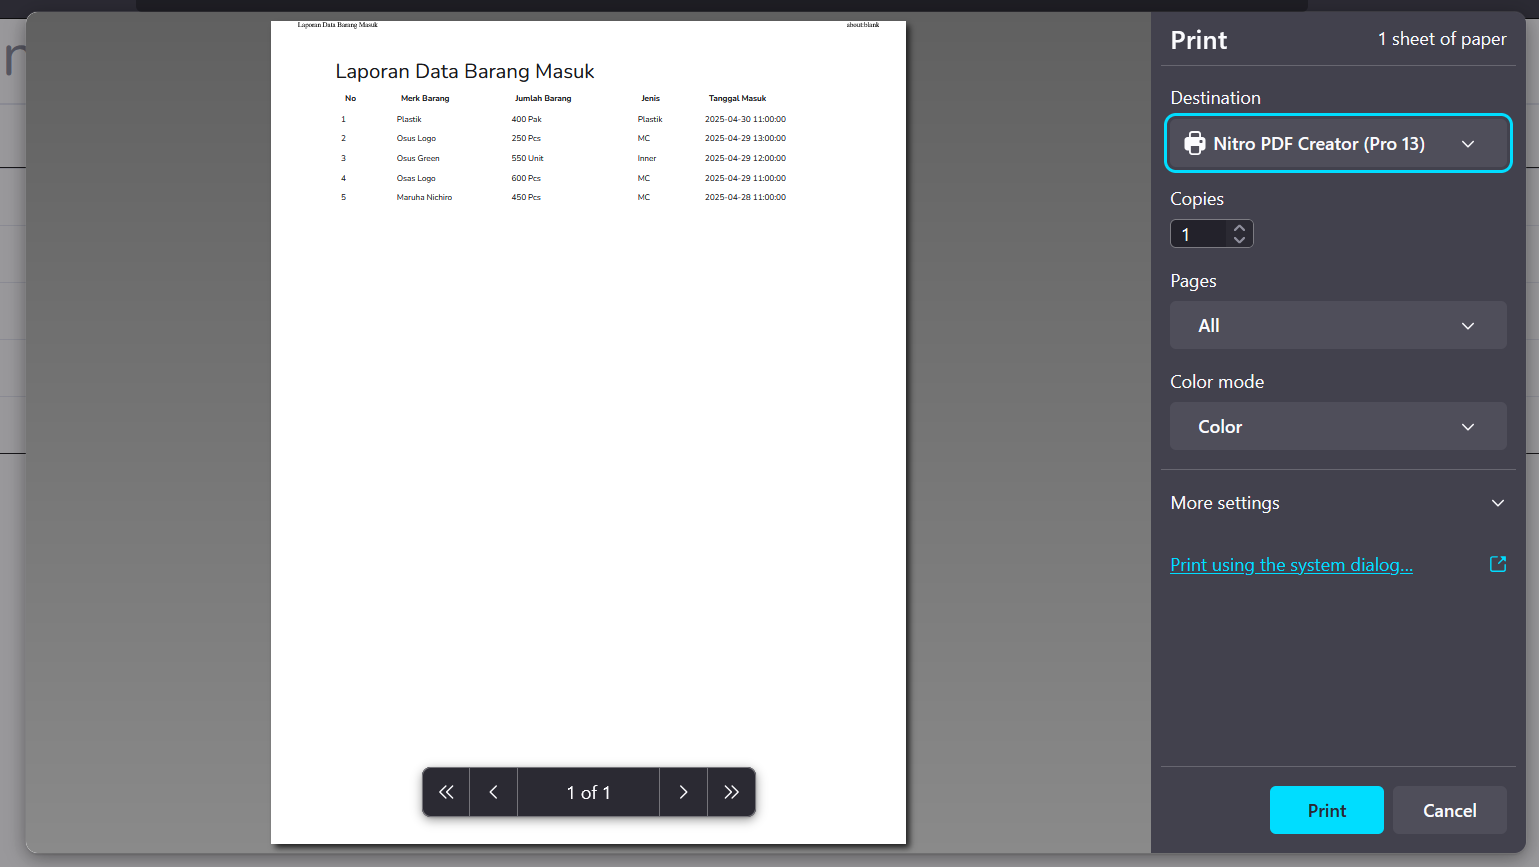 Laporan Data Barang Masuk about:blank
Laporan Data Barang Masuk
No Merk Barang Jumlah Barang Jenis Tanggal Masuk
1 Plastik 400 Pak Plastik 2025-04-30 11:00:00
2 Osus Logo 250 Pcs MC 2025-04-29 13:00:00
3 Osus Green 550 Unit Inner 2025-04-29 12:00:00
4 Osas Logo 600 Pcs MC 2025-04-29 11:00:00
5 Maruha Nichiro 450 Pcs MC 2025-04-28 11:00:00
1 of 1
Print 1 sheet of paper
Destination
Nitro PDF Creator (Pro 13)
Copies
1
Pages
All
Color mode
Color
More settings
Print using the system dialog...
Print Cancel